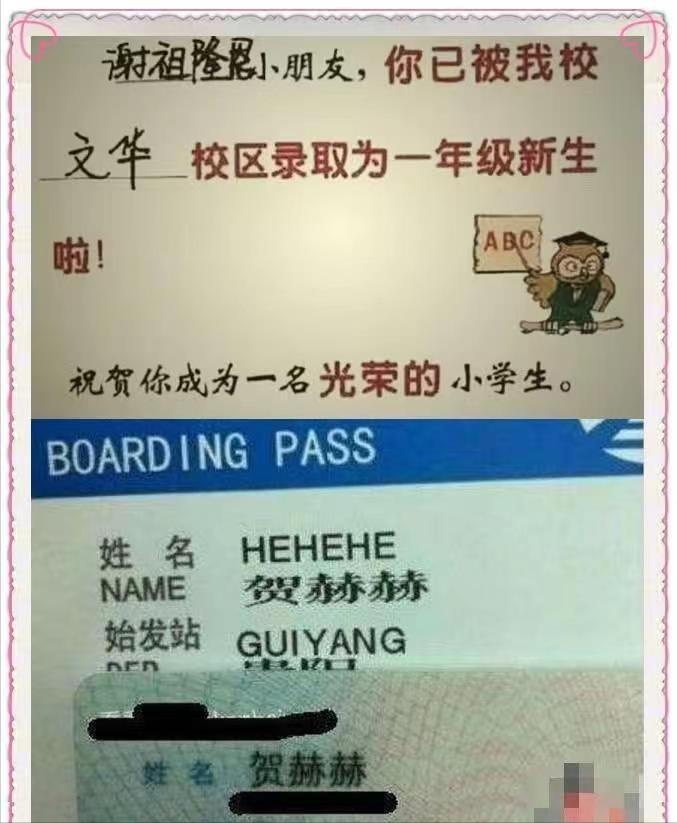 谢祖隆恩小朋友，你已被我校
文华 校区录取为一年级新生
啦！
ABC
祝贺你成为一名光荣的小学生。
BOARDING PASS
姓 名 HEHEHE
NAME 贺赫赫
始发站 GUIYANG
姓 名 贺赫赫